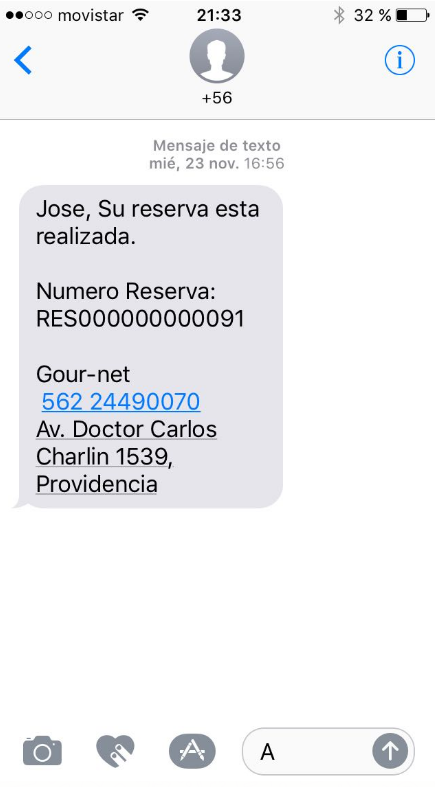 movistar 21:33 32 %
+56
Mensaje de texto
mié, 23 nov. 16:56
Jose, Su reserva esta
realizada.
Numero Reserva:
RES000000000091
Gour-net
562 24490070
Av. Doctor Carlos
Charlin 1539,
Providencia
A